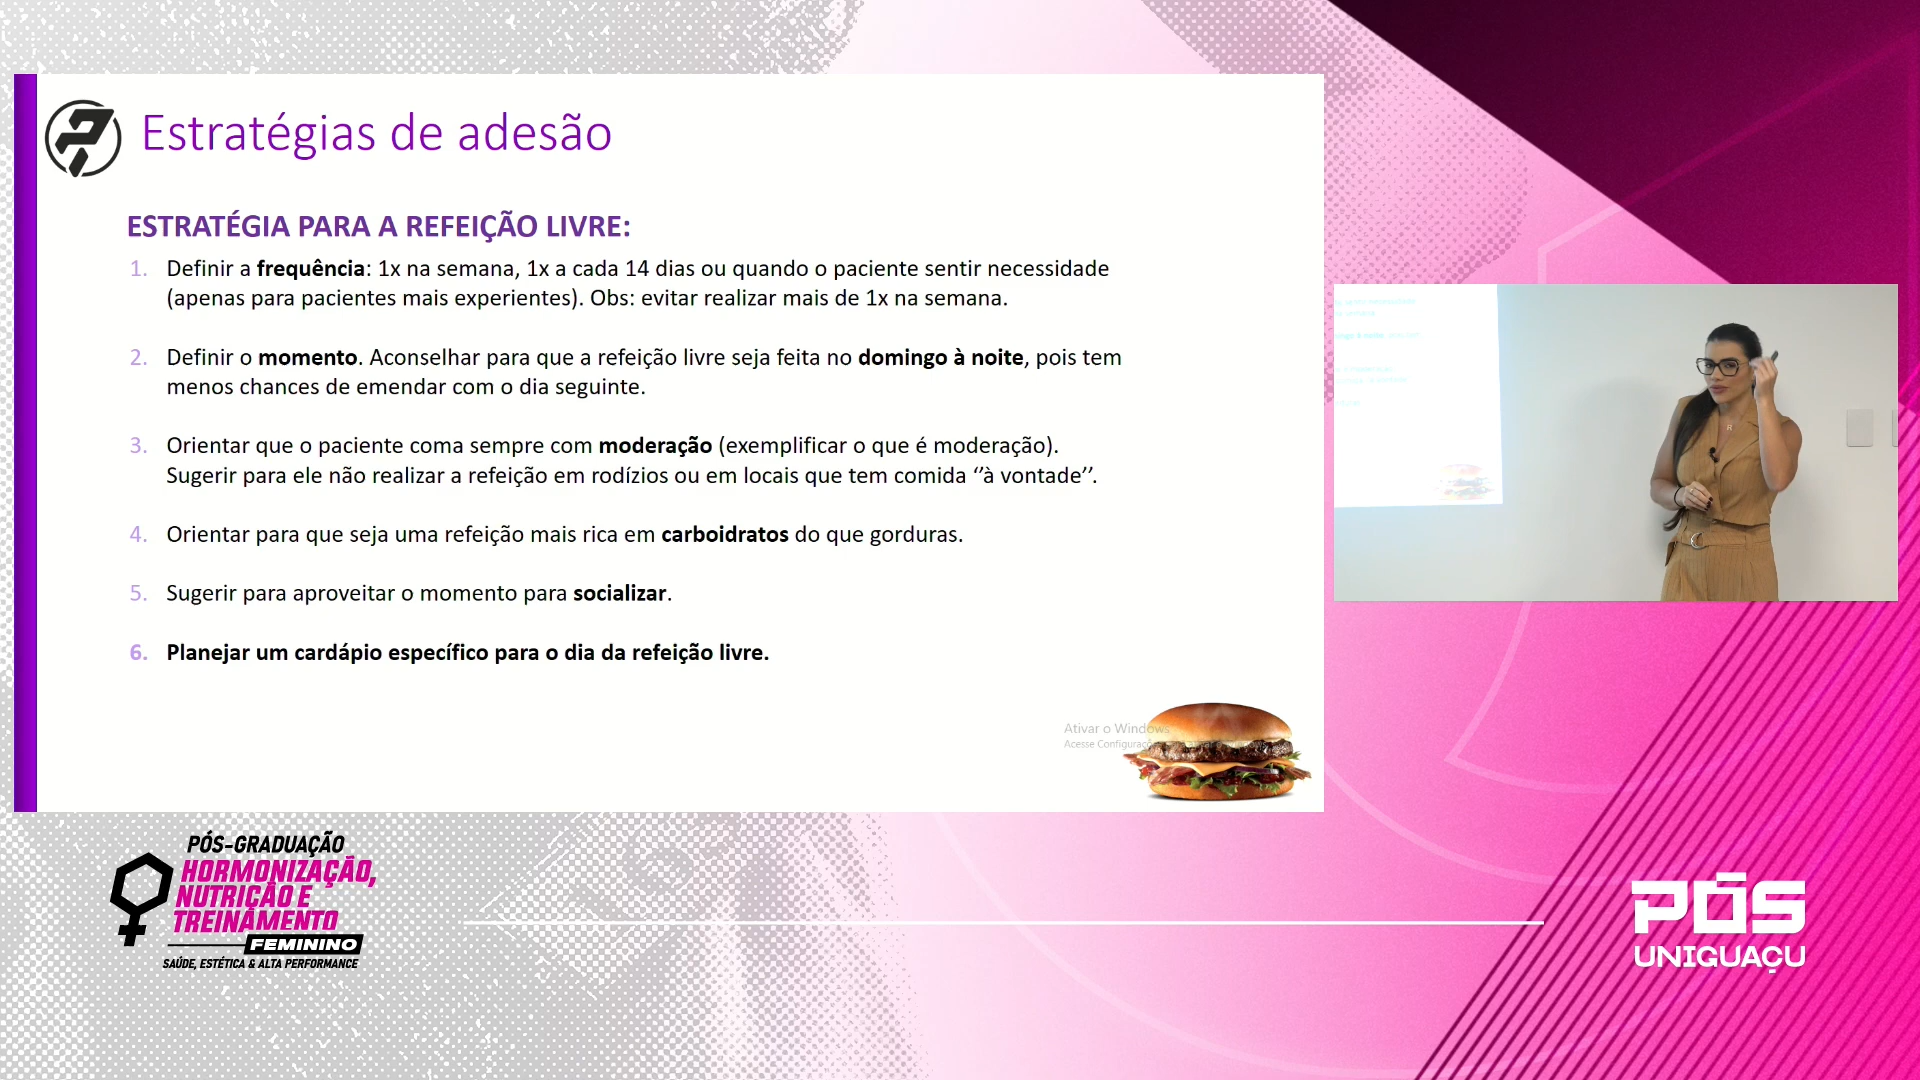 Estratégias de adesão
ESTRATÉGIA PARA A REFEIÇÃO LIVRE:
1. Definir a frequência: 1x na semana, 1x a cada 14 dias ou quando o paciente sentir necessidade
(apenas para pacientes mais experientes). Obs: evitar realizar mais de 1x na semana.
2. Definir o momento. Aconselhar para que a refeição livre seja feita no domingo à noite, pois tem
menos chances de emendar com o dia seguinte.
3. Orientar que o paciente coma sempre com moderação (exemplificar o que é moderação).
Sugerir para ele não realizar a refeição em rodízios ou em locais que tem comida ‘’à vontade’’.
4. Orientar para que seja uma refeição mais rica em carboidratos do que gorduras.
5. Sugerir para aproveitar o momento para socializar.
6. Planejar um cardápio específico para o dia da refeição livre.
Ativar o Windows
Acesse
PÓS-GRADUAÇÃO
HORMONIZAÇÃO,
NUTRIÇÃO E
TREINAMENTO
FEMININO
SAÚDE, ESTÉTICA & ALTA PERFORMANCE
PÓS
UNIGUAÇU